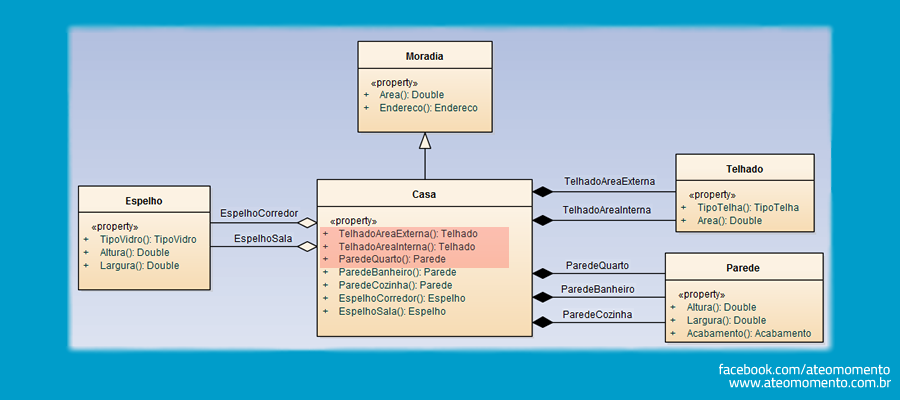 Moradia
«property»
+ Area(): Double
+ Endereco(): Endereco
Espelho
«property»
+ TipoVidro(): TipoVidro
+ Altura(): Double
+ Largura(): Double
EspelhoCorredor
EspelhoSala
Casa
«property»
+ TelhadoAreaExterna(): Telhado
+ TelhadoAreaInterna(): Telhado
+ ParedeQuarto(): Parede
+ ParedeBanheiro(): Parede
+ ParedeCozinha(): Parede
+ EspelhoCorredor(): Espelho
+ EspelhoSala(): Espelho
TelhadoAreaExterna
TelhadoAreaInterna
Telhado
«property»
+ TipoTelha(): TipoTelha
+ Area(): Double
ParedeQuarto
ParedeBanheiro
ParedeCozinha
Parede
«property»
+ Altura(): Double
+ Largura(): Double
+ Acabamento(): Acabamento
facebook.com/ateomomento
www.ateomomento.com.br